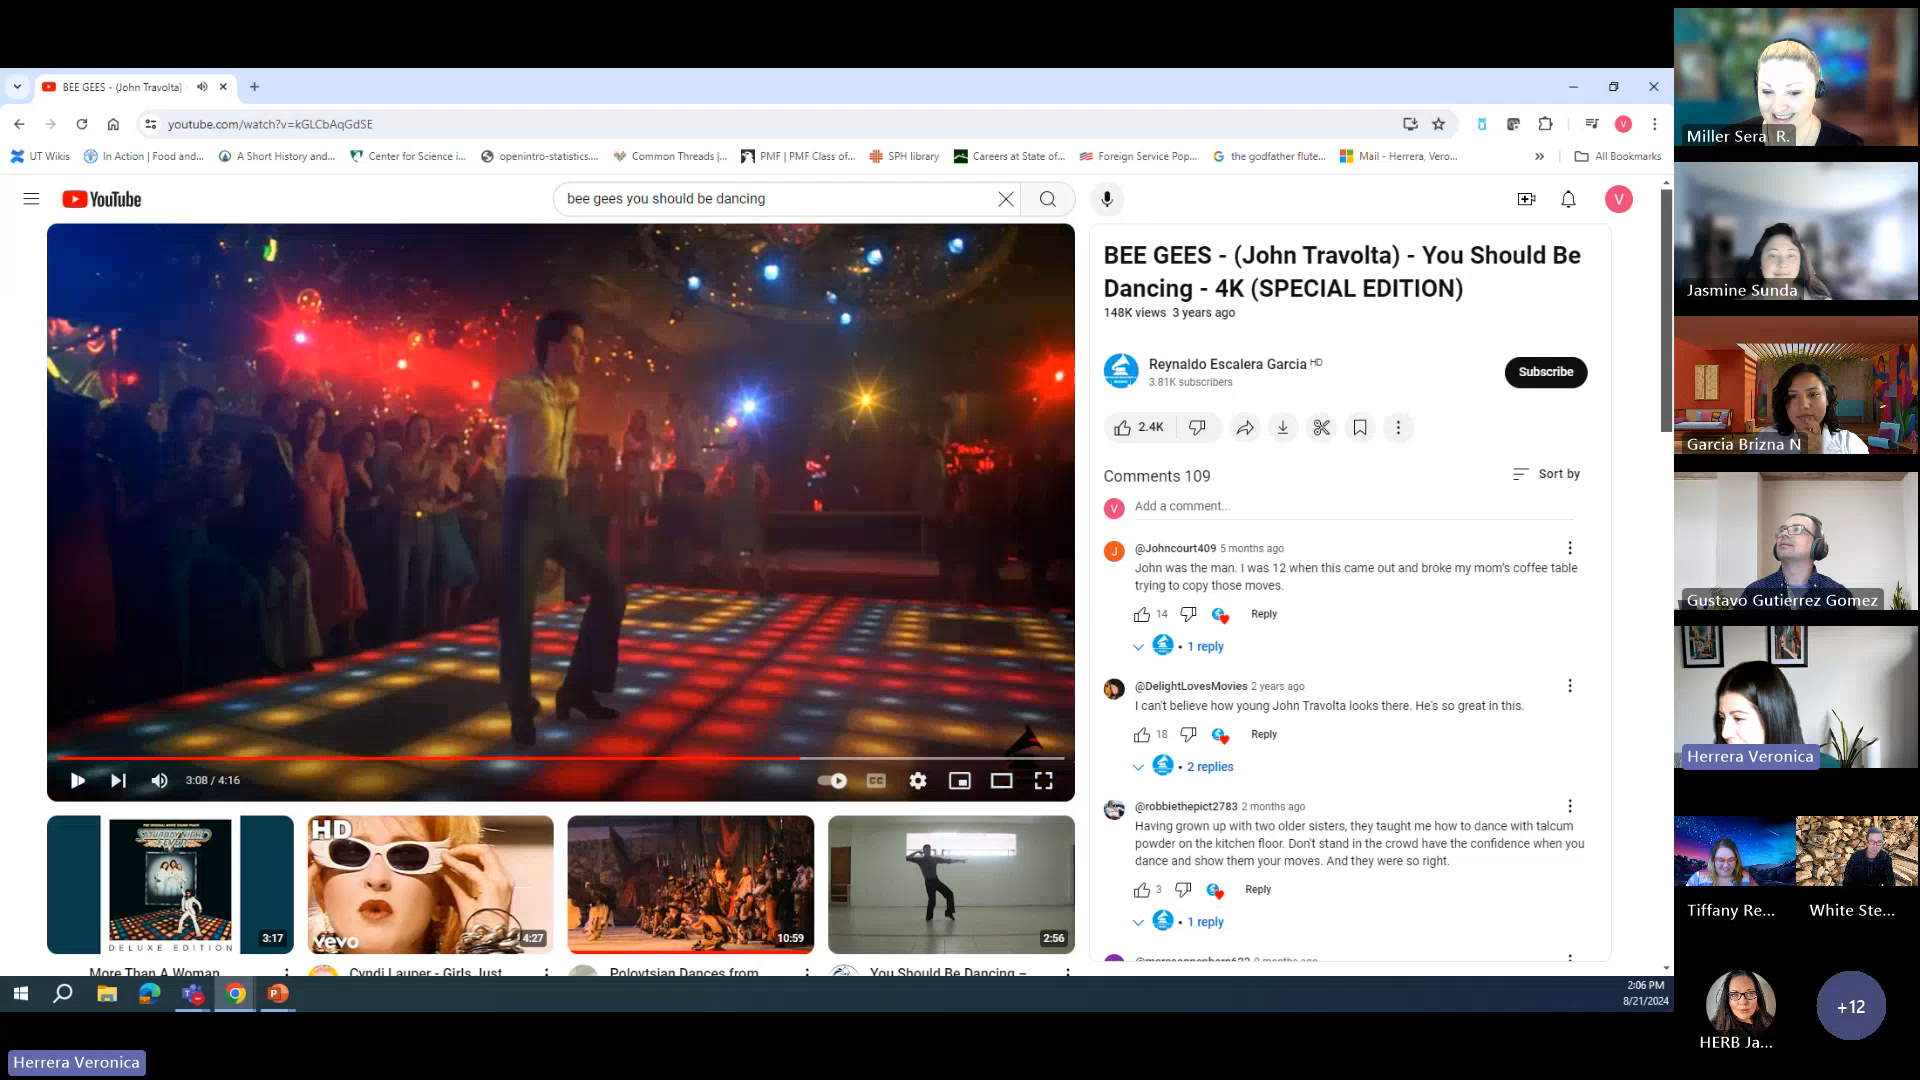 BEE GEES - (John Travolta)
youtube.com/watch?v=kGLCbAqGdSE
UT Wikis
In Action | Food and...
A Short History and...
Center for Science i...
openintro-statistics....
Common Threads |...
PMF | PMF Class of...
SPH library
Careers at State of...
Foreign Service Pop...
the godfather flute...
Mail - Herrera, Vero...
All Bookmarks
YouTube
bee gees you should be dancing
V
BEE GEES - (John Travolta) - You Should Be
Dancing - 4K (SPECIAL EDITION)
148K views 3 years ago
Reynaldo Escalera Garcia HD
3.81K subscribers
Subscribe
2.4K
Comments 109
Sort by
V
Add a comment...
J
@Johncourt409 5 months ago
John was the man. I was 12 when this came out and broke my mom's coffee table
trying to copy those moves.
14
Reply
• 1 reply
@DelightLovesMovies 2 years ago
I can't believe how young John Travolta looks there. He's so great in this.
18
Reply
• 2 replies
@robbiethepict2783 2 months ago
Having grown up with two older sisters, they taught me how to dance with talcum
powder on the kitchen floor. Don't stand in the crowd have the confidence when you
dance and show them your moves. And they were so right.
3
Reply
• 1 reply
3:08 / 4:16
CC
SATURDAY NIGHT
FEVER
DELUXE EDITION
3:17
HD
vevo
4:27
10:59
2:56
More Than A Woman
Cyndi Lauper - Girls Just
Polovtsian Dances from
You Should Be Dancing –
2:06 PM
8/21/2024
Herrera Veronica
Miller Sera R.
Jasmine Sunda
Garcia Brizna N
Gustavo Gutierrez Gomez
Herrera Veronica
Tiffany Re...
White Ste...
HERB Ja...
+12